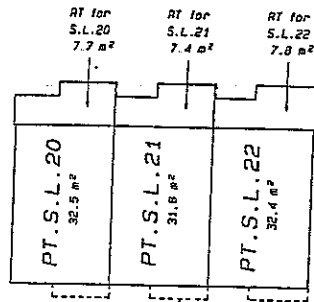 RT for
S.L.20
7.7 m²
RT for
S.L.21
7.4 m²
RT for
S.L.22
7.8 m²
PT.S.L.20
32.5 m²
PT.S.L.21
31.8 m²
PT.S.L.22
32.4 m²